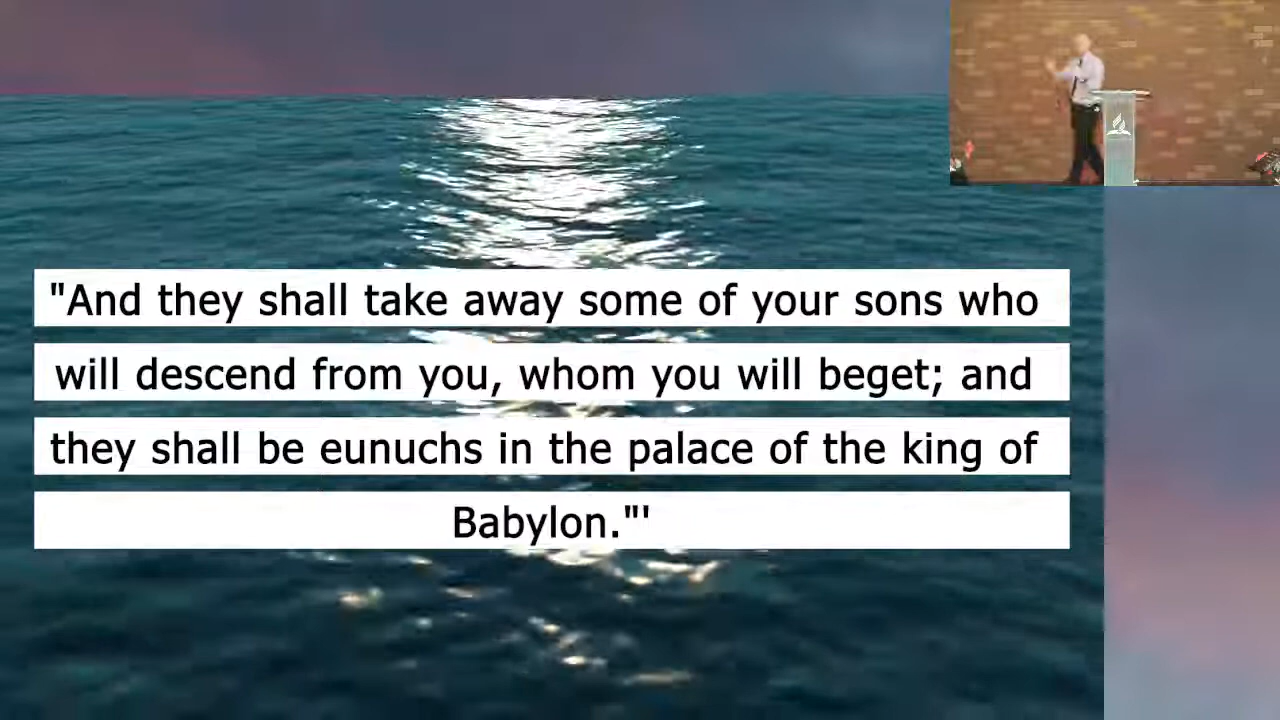 "And they shall take away some of your sons who
will descend from you, whom you will beget; and
they shall be eunuchs in the palace of the king of
Babylon."'